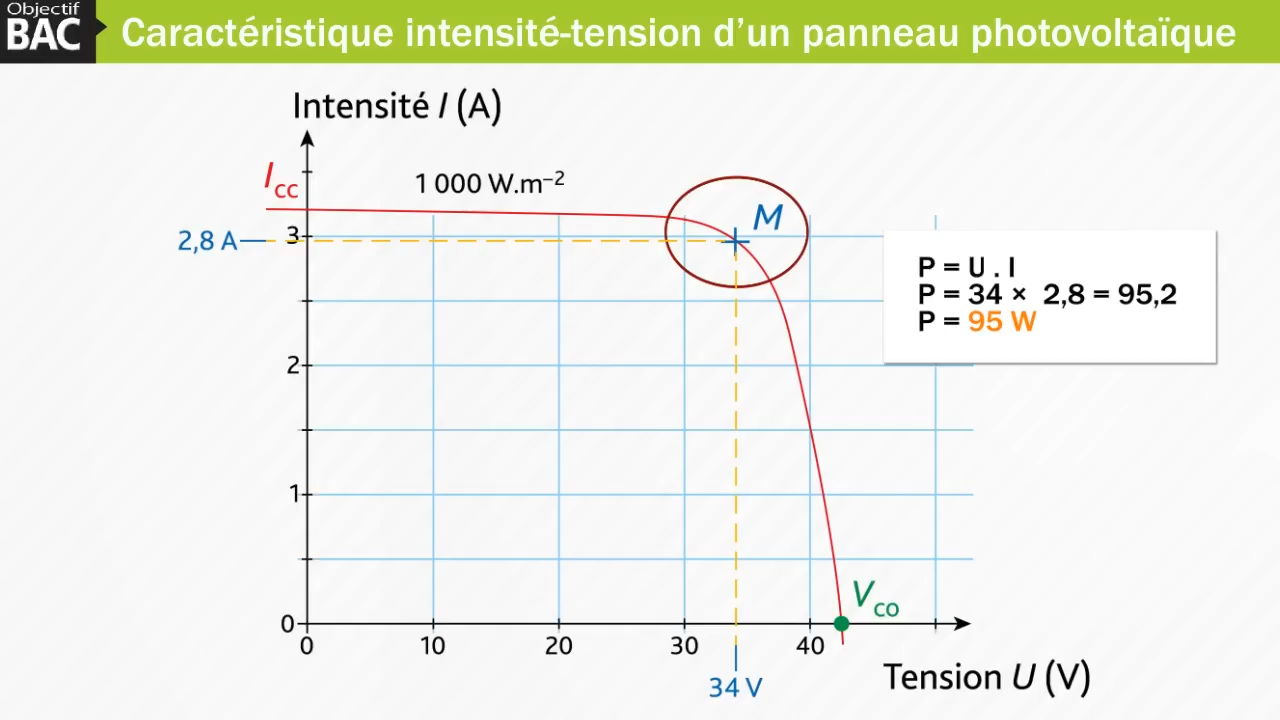 Objectif
BAC
Caractéristique intensité-tension d’un panneau photovoltaïque
Intensité I (A)
Icc
1 000 W.m–2
M
2,8 A
3
P = U . I
P = 34 × 2,8 = 95,2
P = 95 W
2
1
Vco
0
0 10 20 30 40
34 V
Tension U (V)